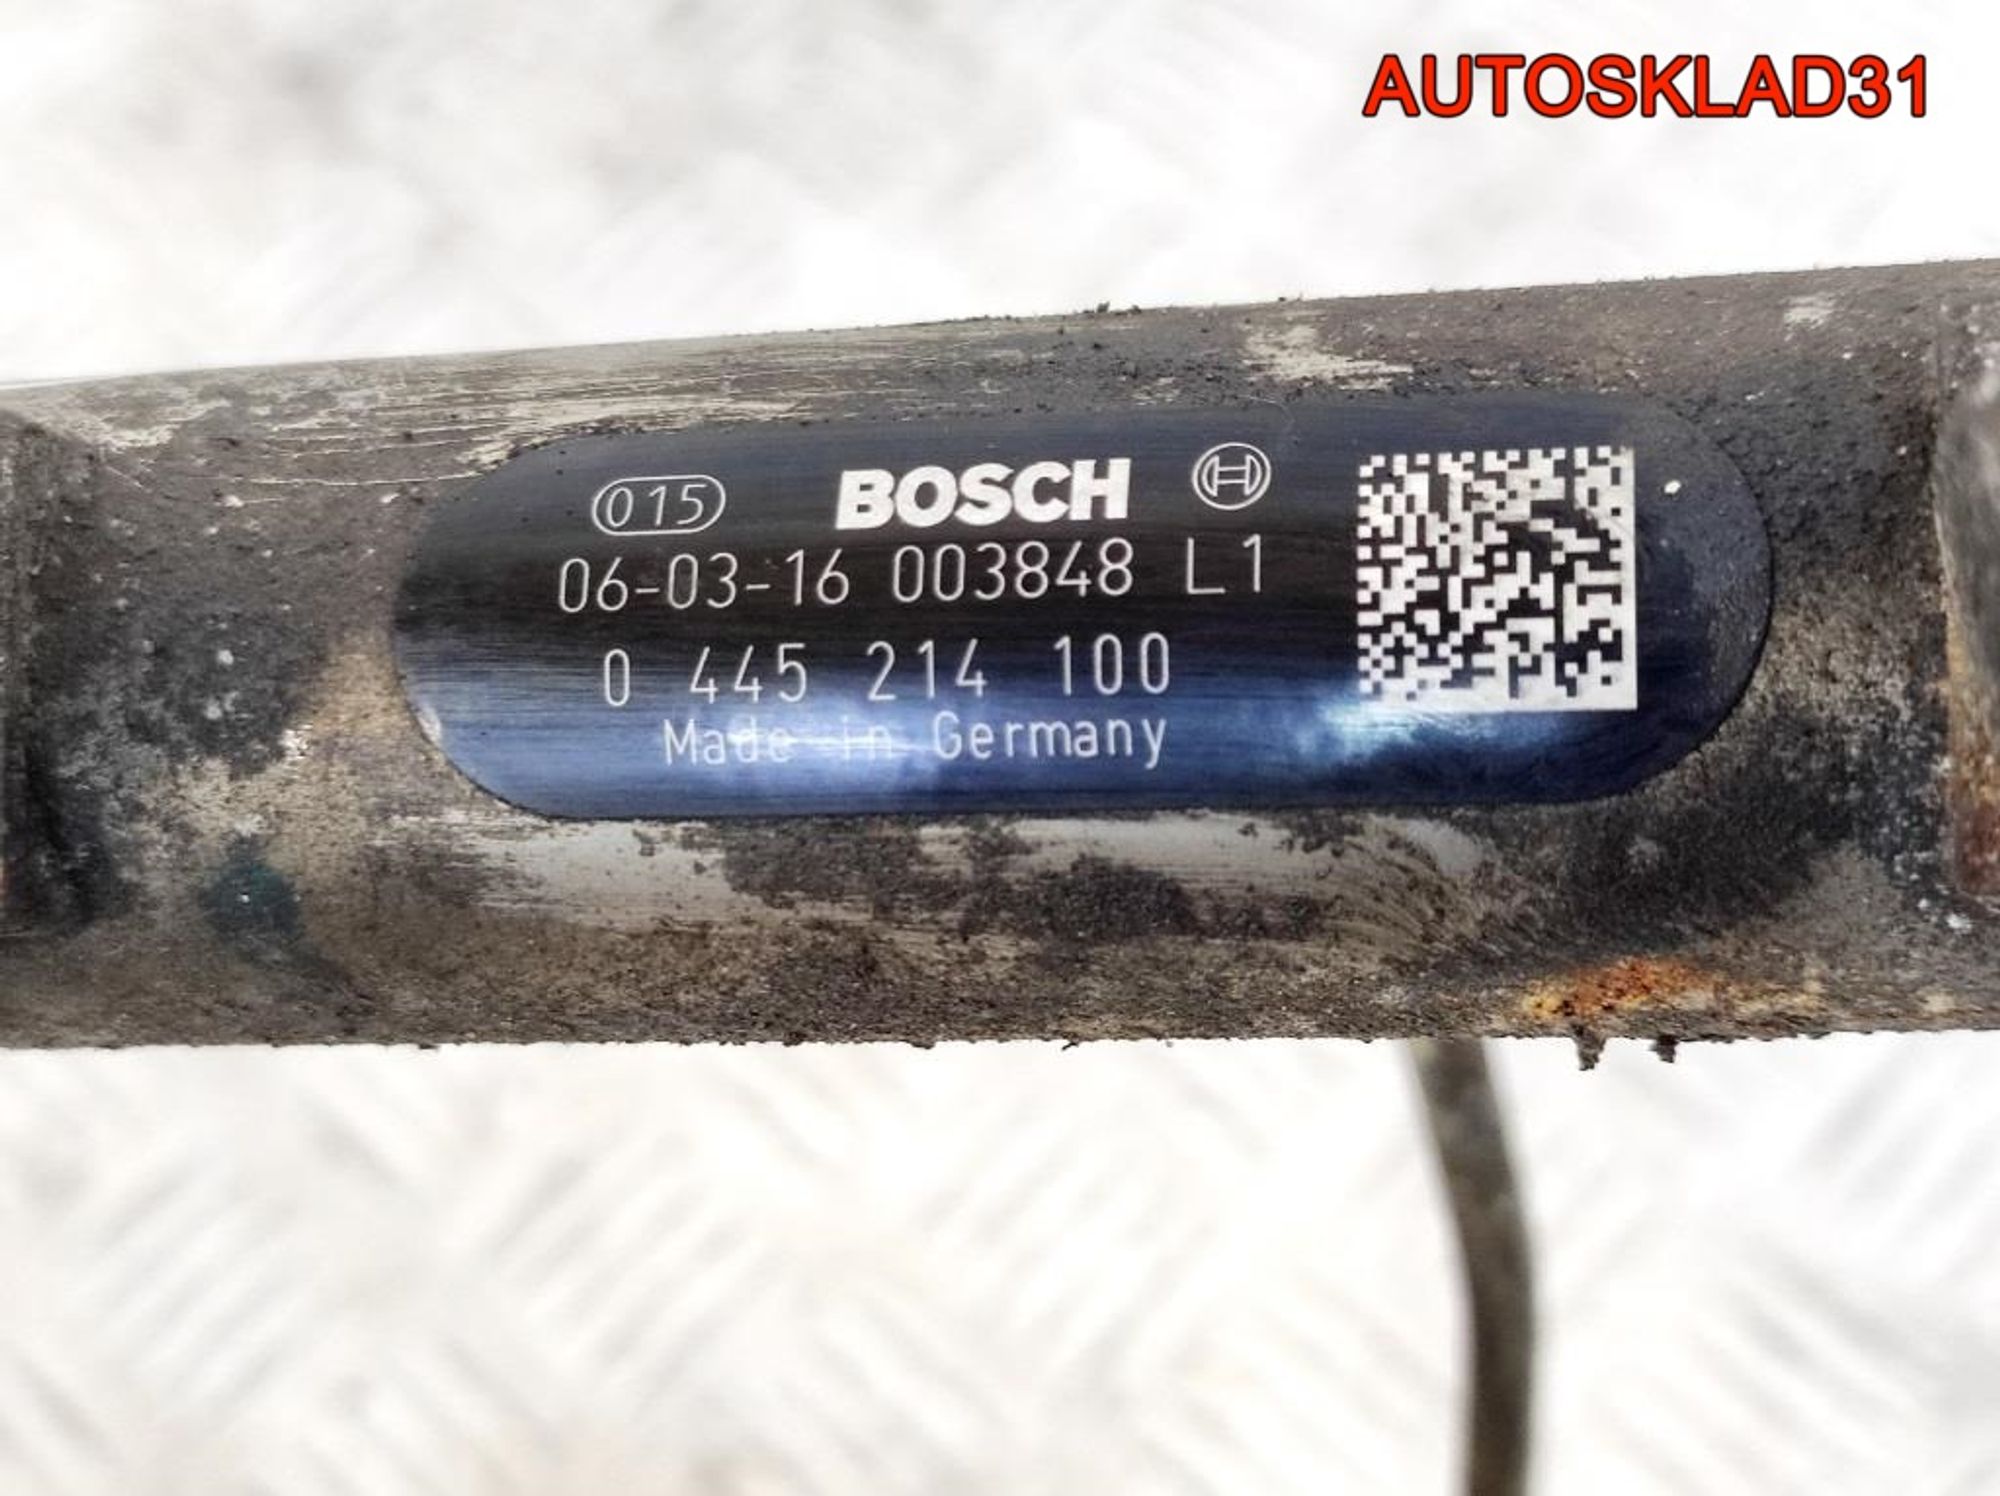 AUTOSKLAD31
015 BOSCH
06-03-16 003848 L1
0 445 214 100
Made in Germany